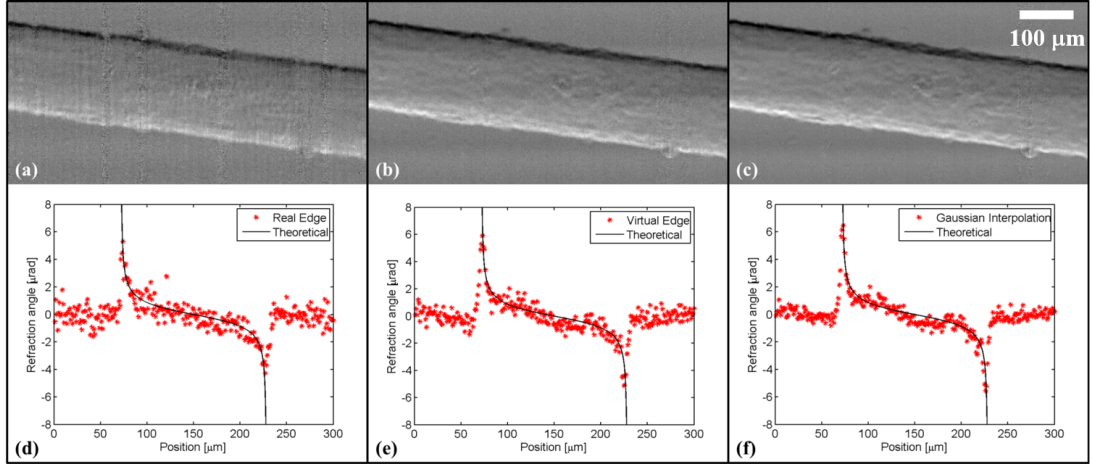 100 μm
(a)
(b)
(c)
8
6
4
2
0
-2
-4
-6
-8
Refraction angle [μrad]
Real Edge
Theoretical
0
50
100
150
200
250
300
Position [μm]
(d)
8
6
4
2
0
-2
-4
-6
-8
Refraction angle [μrad]
Virtual Edge
Theoretical
0
50
100
150
200
250
300
Position [μm]
(e)
8
6
4
2
0
-2
-4
-6
-8
Refraction angle [μrad]
Gaussian Interpolation
Theoretical
0
50
100
150
200
250
300
Position [μm]
(f)